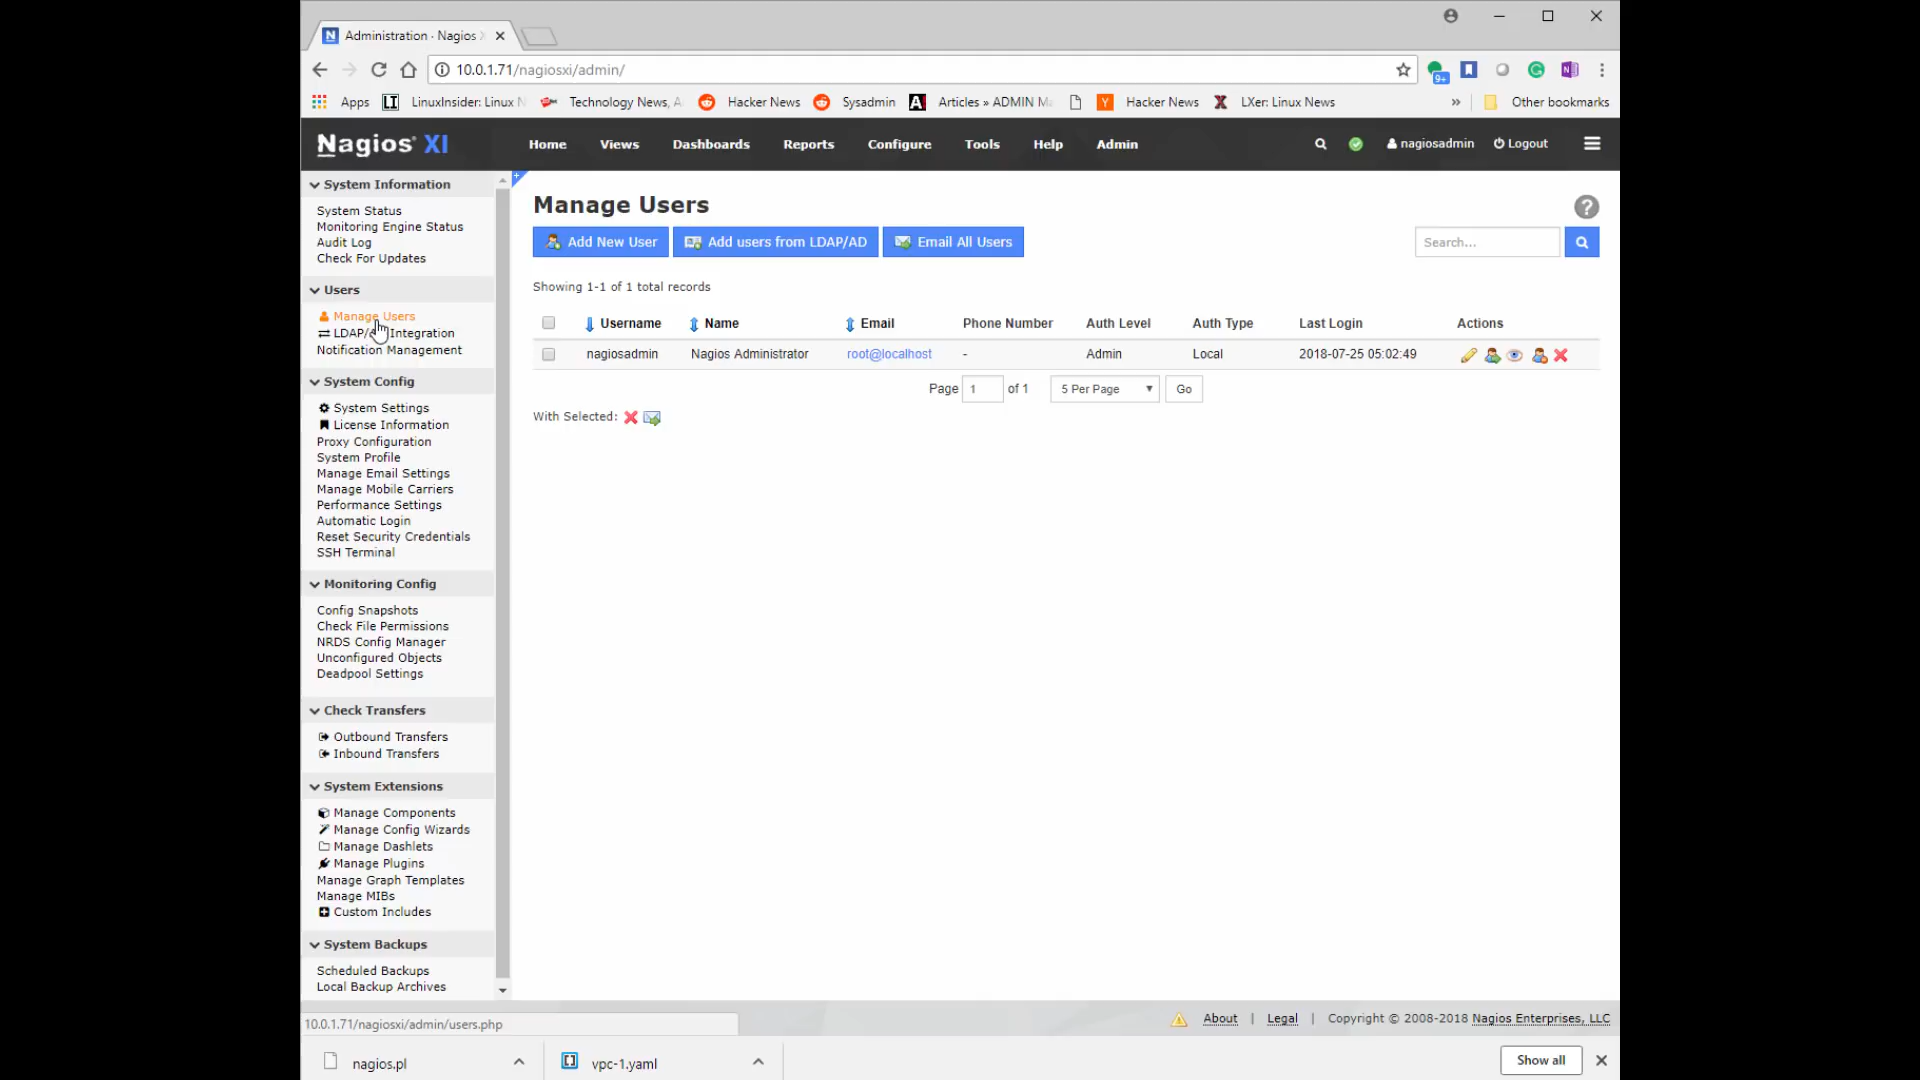 Administration · Nagios
10.0.1.71/nagiosxi/admin/
9+
Apps
LinuxInsider: Linux N
Technology News, A
Hacker News
Sysadmin
Articles » ADMIN Ma
Hacker News
LXer: Linux News
»
Other bookmarks
Nagios® XI
Home
Views
Dashboards
Reports
Configure
Tools
Help
Admin
nagiosadmin
Logout
System Information
System Status
Monitoring Engine Status
Audit Log
Check For Updates
Users
Manage Users
LDAP/A Integration
Notification Management
System Config
System Settings
License Information
Proxy Configuration
System Profile
Manage Email Settings
Manage Mobile Carriers
Performance Settings
Automatic Login
Reset Security Credentials
SSH Terminal
Monitoring Config
Config Snapshots
Check File Permissions
NRDS Config Manager
Unconfigured Objects
Deadpool Settings
Check Transfers
Outbound Transfers
Inbound Transfers
System Extensions
Manage Components
Manage Config Wizards
Manage Dashlets
Manage Plugins
Manage Graph Templates
Manage MIBs
Custom Includes
System Backups
Scheduled Backups
Local Backup Archives
Manage Users
Add New User
Add users from LDAP/AD
Email All Users
Search...
Showing 1-1 of 1 total records
Username Name Email Phone Number Auth Level Auth Type Last Login Actions
nagiosadmin Nagios Administrator root@localhost - Admin Local 2018-07-25 05:02:49
Page 1 of 1 5 Per Page Go
With Selected:
10.0.1.71/nagiosxi/admin/users.php
About | Legal | Copyright © 2008-2018 Nagios Enterprises, LLC
nagios.pl
vpc-1.yaml
Show all